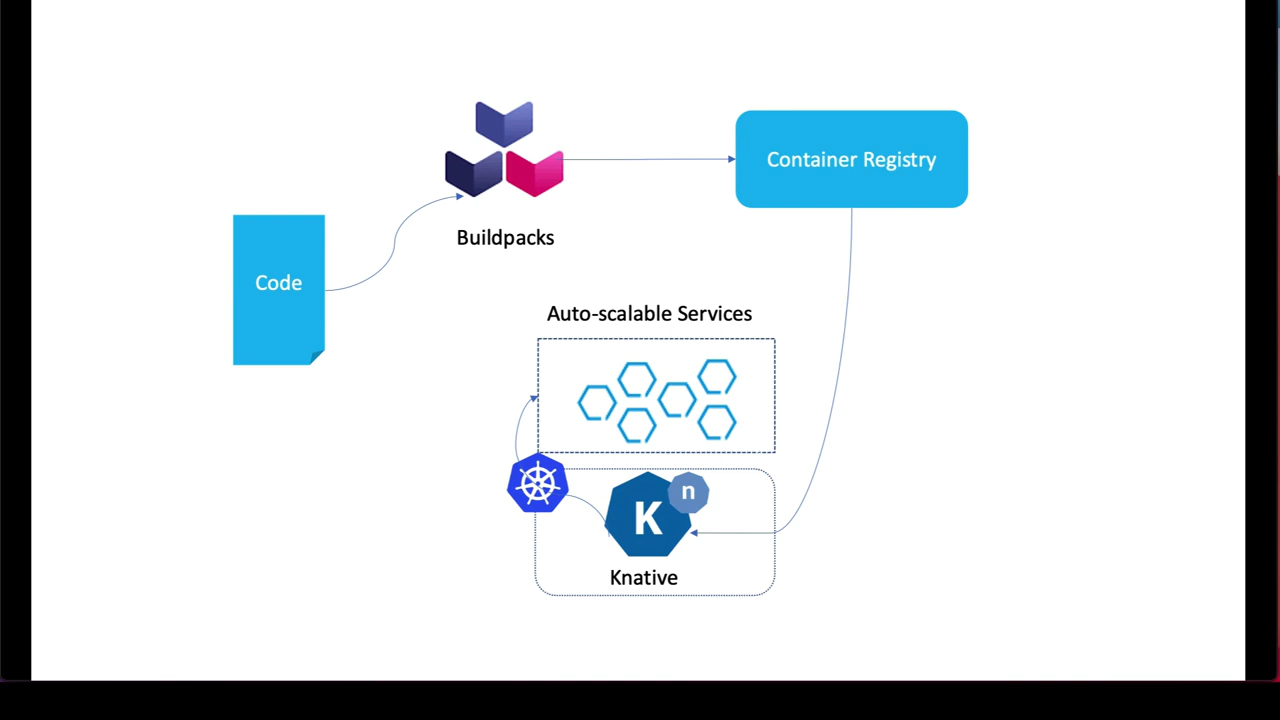 Container Registry
Buildpacks
Code
Auto-scalable Services
n
K
Knative